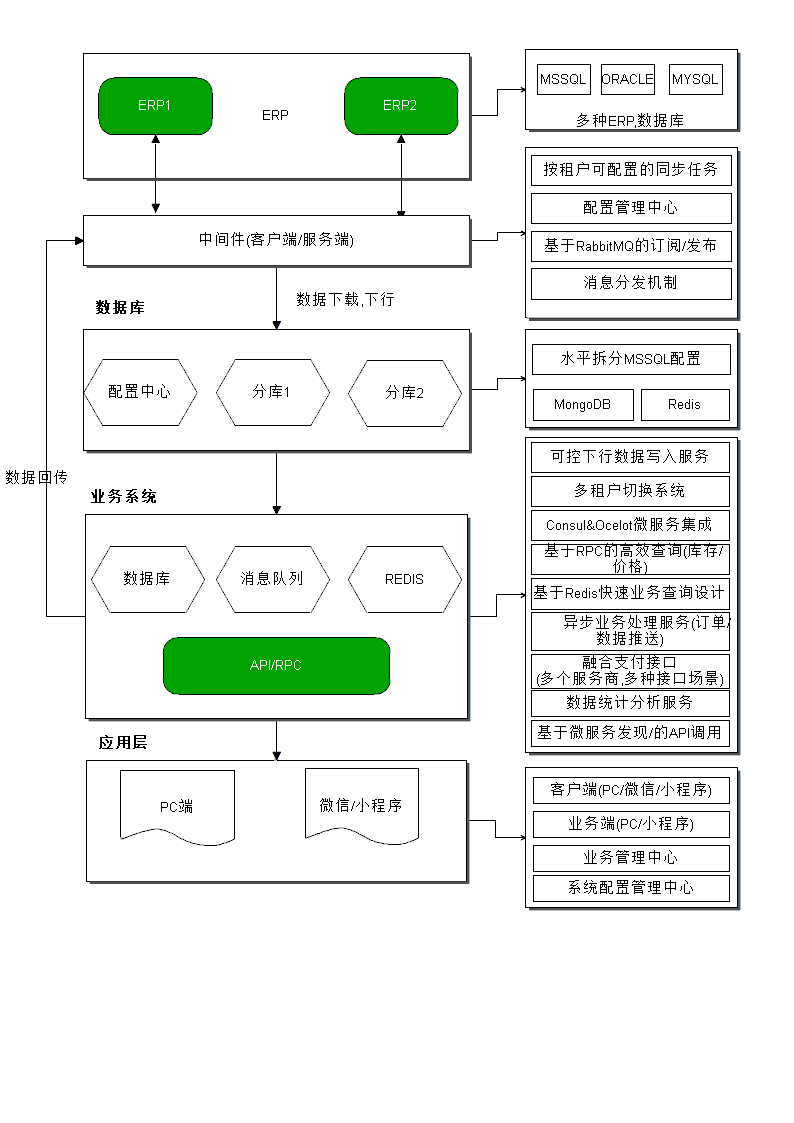 ERP1
ERP
ERP2
MSSQL
ORACLE
MYSQL
多种ERP,数据库
中间件(客户端/服务端)
按租户可配置的同步任务
配置管理中心
基于RabbitMQ的订阅/发布
消息分发机制
数据下载,下行
数据库
配置中心
分库1
分库2
水平拆分MSSQL配置
MongoDB
Redis
数据回传
业务系统
数据库
消息队列
REDIS
API/RPC
可控下行数据写入服务
多租户切换系统
Consul&Ocelot微服务集成
基于RPC的高效查询(库存/
价格)
基于Redis快速业务查询设计
异步业务处理服务(订单/
数据推送)
融合支付接口
(多个服务商,多种接口场景)
数据统计分析服务
基于微服务发现/的API调用
应用层
PC端
微信/小程序
客户端(PC/微信/小程序)
业务端(PC/小程序)
业务管理中心
系统配置管理中心